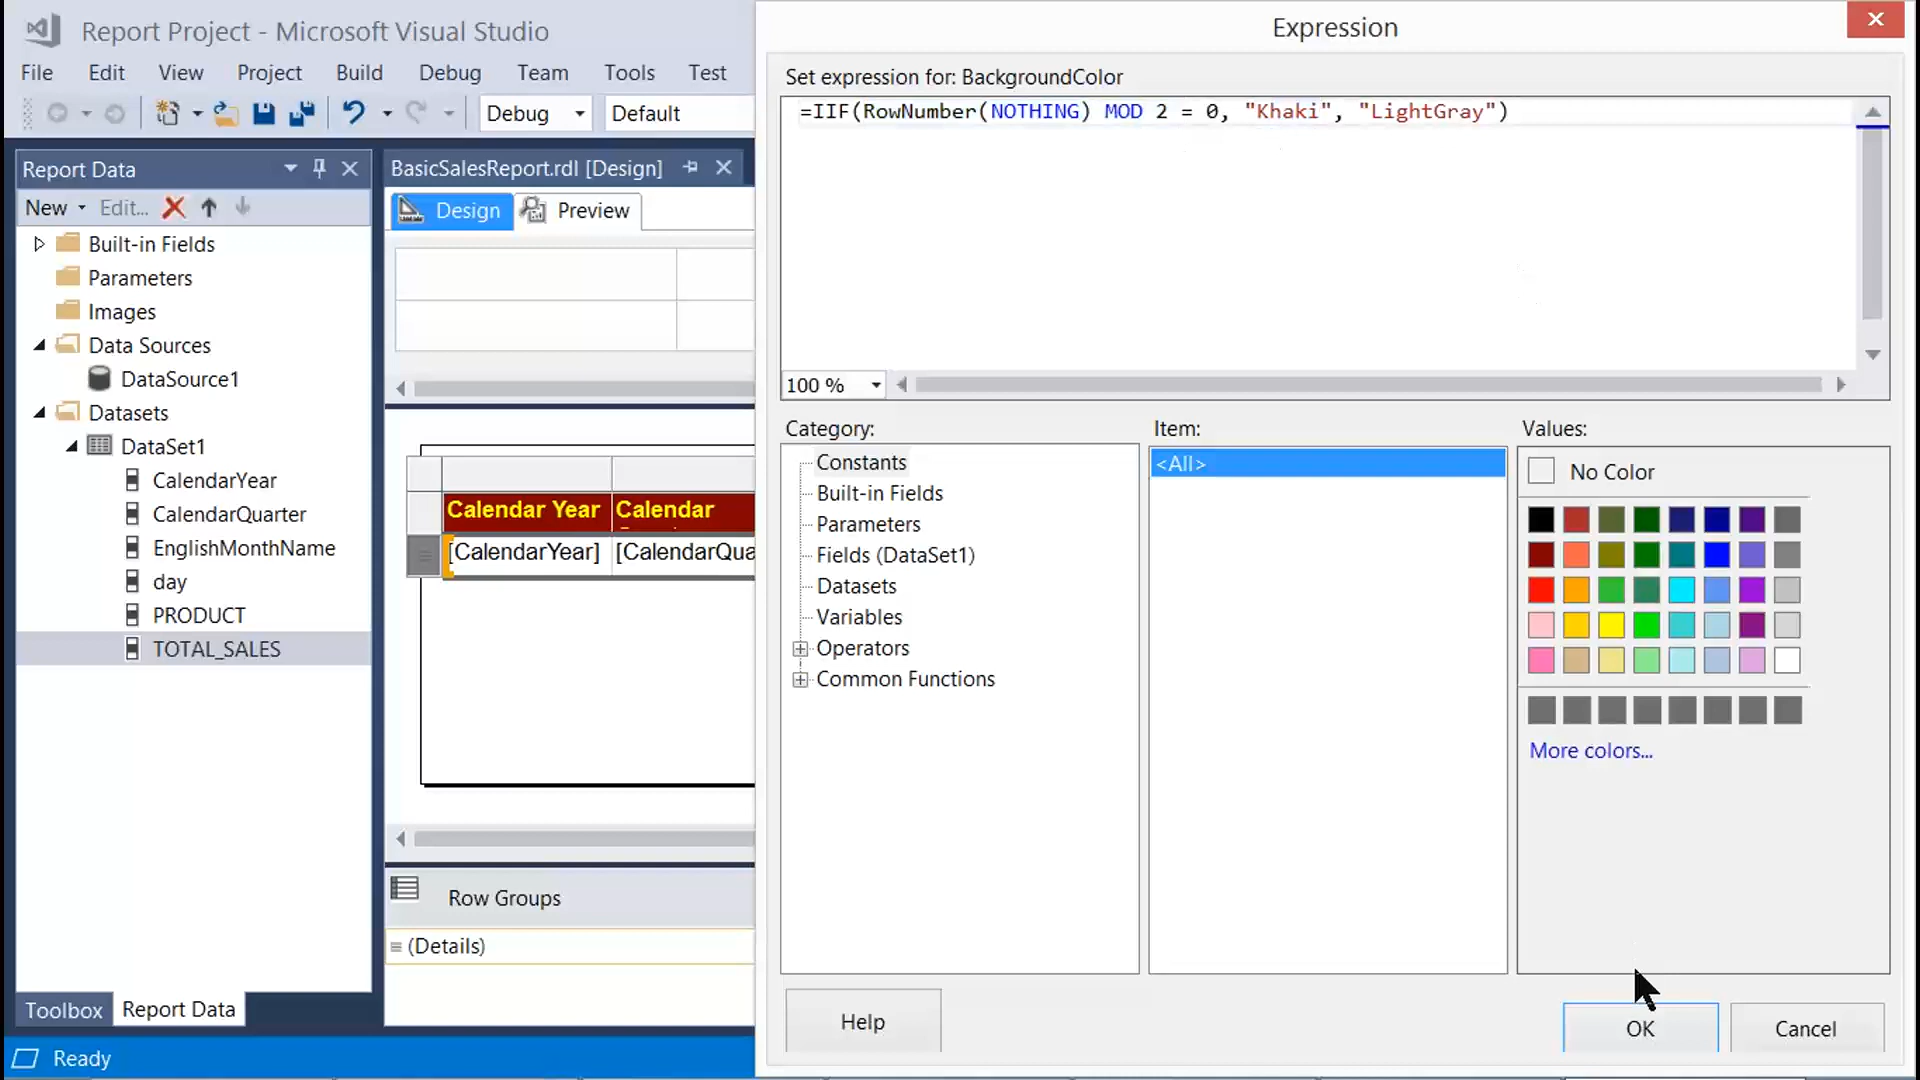 Report Project - Microsoft Visual Studio
File Edit View Project Build Debug Team Tools Test
Debug Default
Report Data
New Edit...
Built-in Fields
Parameters
Images
Data Sources
DataSource1
Datasets
DataSet1
CalendarYear
CalendarQuarter
EnglishMonthName
day
PRODUCT
TOTAL_SALES
Toolbox Report Data
Ready
BasicSalesReport.rdl [Design]
Design Preview
Calendar Year Calendar
[CalendarYear] [CalendarQua
Row Groups
(Details)
Expression
Set expression for: BackgroundColor
=IIF(RowNumber(NOTHING) MOD 2 = 0, "Khaki", "LightGray")
100 %
Category:
Constants
Built-in Fields
Parameters
Fields (DataSet1)
Datasets
Variables
Operators
Common Functions
Item:
<All>
Values:
No Color
More colors...
Help OK Cancel